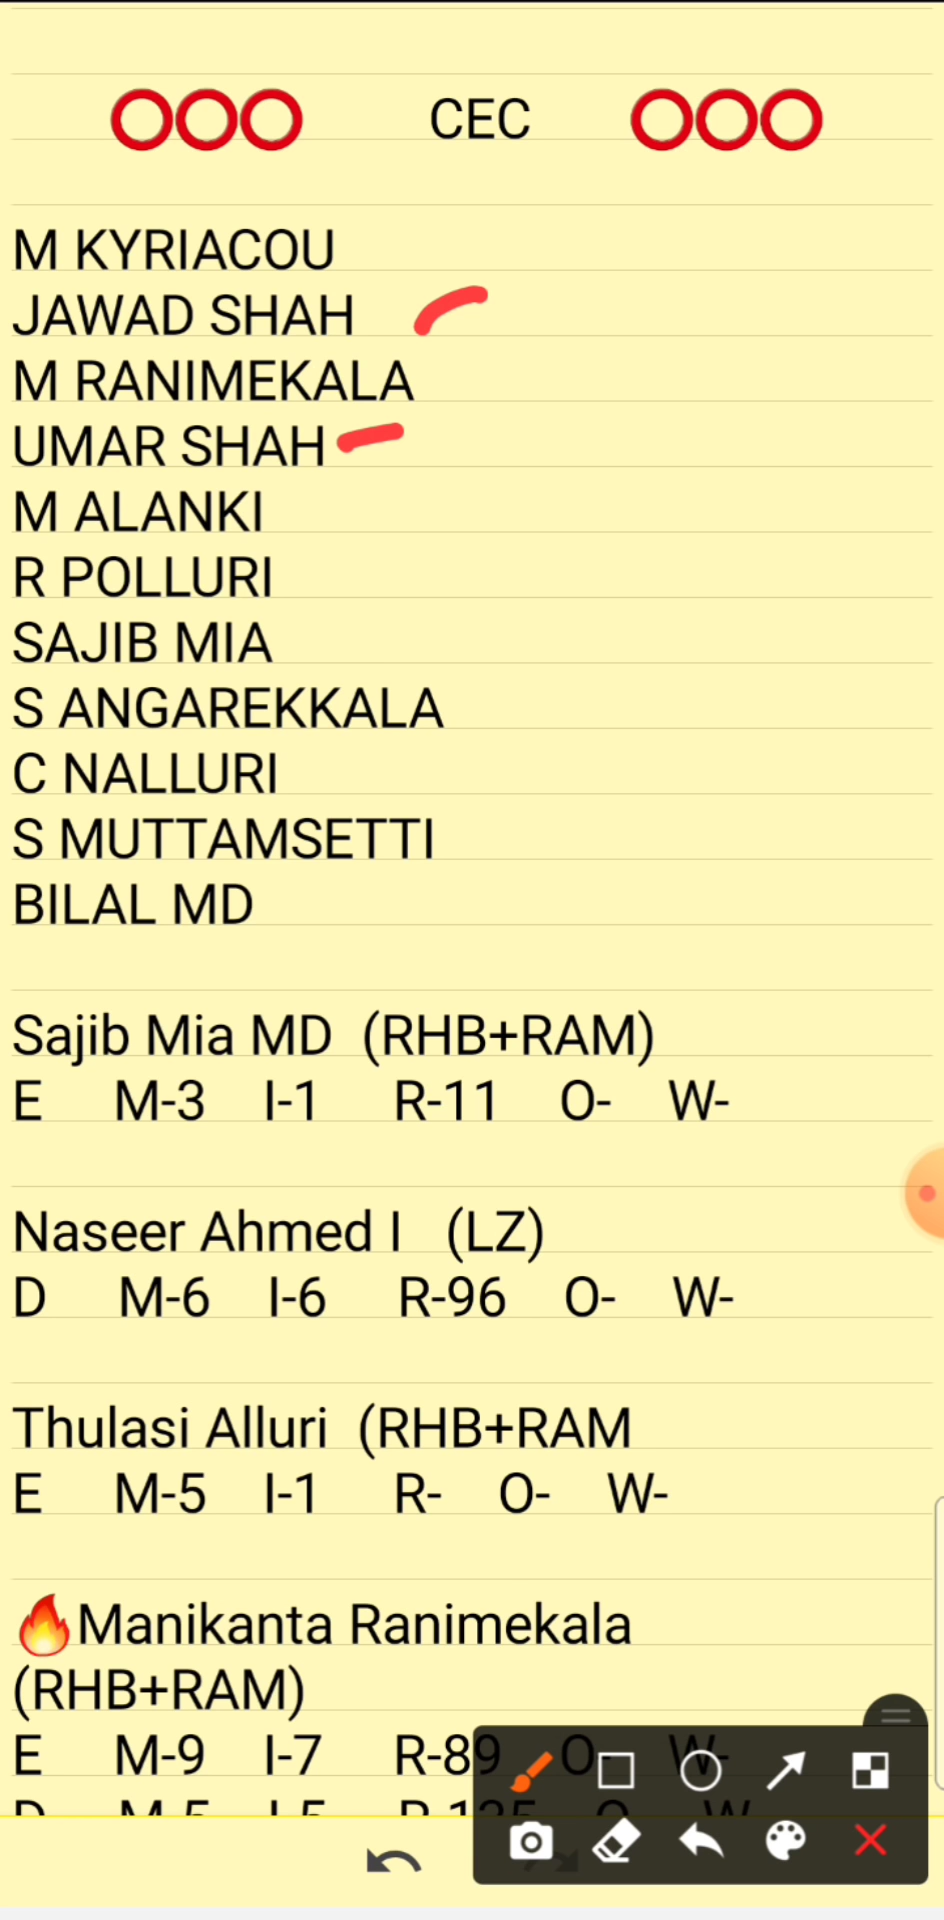 ⭕⭕⭕ CEC ⭕⭕⭕
M KYRIACOU
JAWAD SHAH
M RANIMEKALA
UMAR SHAH
M ALANKI
R POLLURI
SAJIB MIA
S ANGAREKKALA
C NALLURI
S MUTTAMSETTI
BILAL MD
Sajib Mia MD (RHB+RAM)
E M-3 I-1 R-11 O- W-
Naseer Ahmed I (LZ)
D M-6 I-6 R-96 O- W-
Thulasi Alluri (RHB+RAM
E M-5 I-1 R- O- W-
🔥Manikanta Ranimekala
(RHB+RAM)
E M-9 I-7 R-89 O- W-